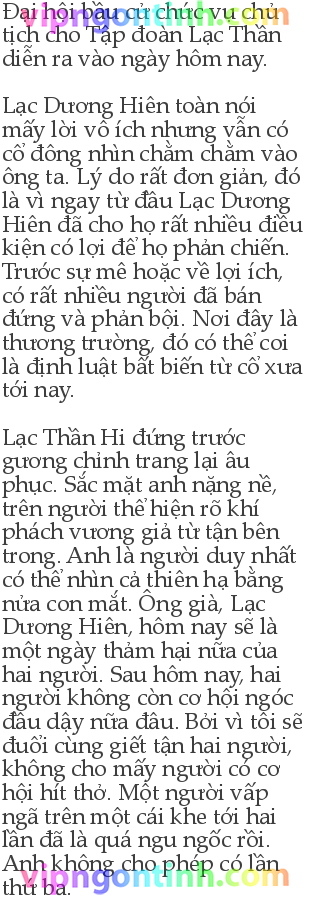 Đại hội bầu cử chức vụ chủ
vipngontinh.com
tịch cho Tập đoàn Lạc Thần
diễn ra vào ngày hôm nay.
Lạc Dương Hiên toàn nói
mấy lời vô ích nhưng vẫn có
cổ đông nhìn chằm chằm vào
ông ta. Lý do rất đơn giản, đó
là vì ngay từ đầu Lạc Dương
Hiên đã cho họ rất nhiều điều
kiện có lợi để họ phản chiến.
Trước sự mê hoặc về lợi ích,
có rất nhiều người đã bán
đứng và phản bội. Nơi đây là
thương trường, đó có thể coi
là định luật bất biến từ cổ xưa
tới nay.
Lạc Thần Hi đứng trước
gương chỉnh trang lại âu
phục. Sắc mặt anh nặng nề,
trên người thể hiện rõ khí
phách vương giả từ tận bên
trong. Anh là người duy nhất
có thể nhìn cả thiên hạ bằng
nửa con mắt. Ông già, Lạc
Dương Hiên, hôm nay sẽ là
một ngày thảm hại nữa của
hai người. Sau hôm nay, hai
người không còn cơ hội ngóc
đầu dậy nữa đâu. Bởi vì tôi sẽ
đuổi cùng giết tận hai người,
không cho mấy người có cơ
hội hít thở. Một người vấp
ngã trên một cái khe tới hai
lần đã là quá ngu ngốc rồi.
Anh không cho phép có lần
vipngontinh.com
thứ ba.